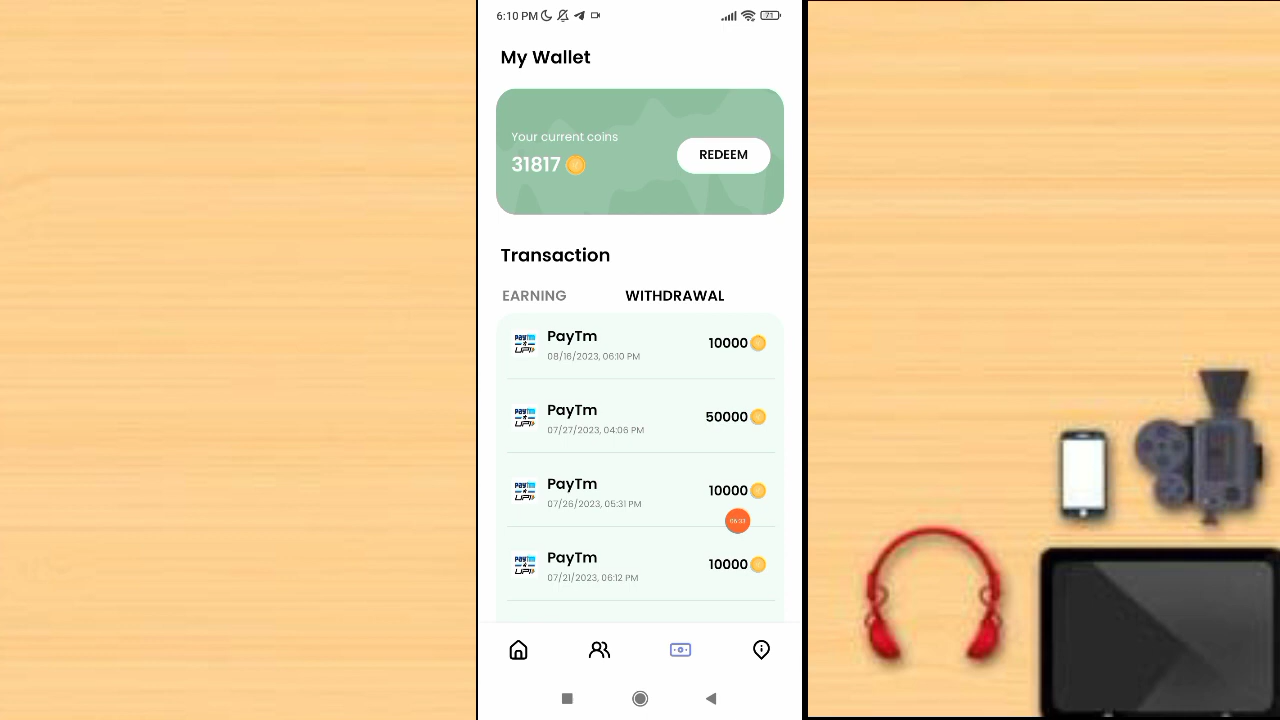 6:10 PM
71
My Wallet
Your current coins
31817
REDEEM
Transaction
EARNING
WITHDRAWAL
PayTm
10000
08/16/2023, 06:10 PM
PayTm
50000
07/27/2023, 04:06 PM
PayTm
10000
07/26/2023, 05:31 PM
PayTm
10000
07/21/2023, 06:12 PM